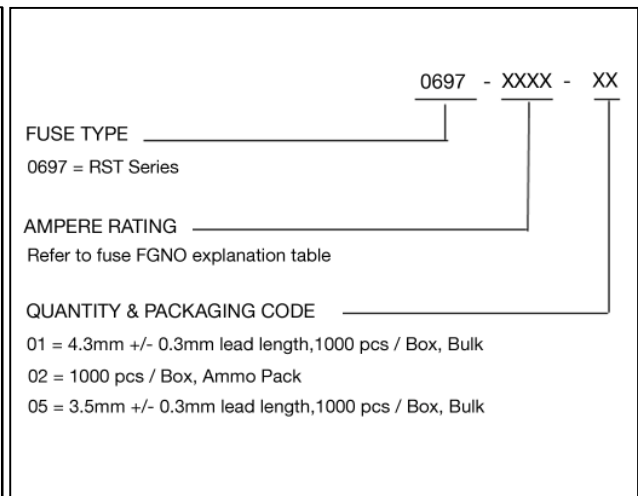 0697 - XXXX - XX
FUSE TYPE
0697 = RST Series
AMPERE RATING
Refer to fuse FGNO explanation table
QUANTITY & PACKAGING CODE
01 = 4.3mm +/- 0.3mm lead length,1000 pcs / Box, Bulk
02 = 1000 pcs / Box, Ammo Pack
05 = 3.5mm +/- 0.3mm lead length,1000 pcs / Box, Bulk